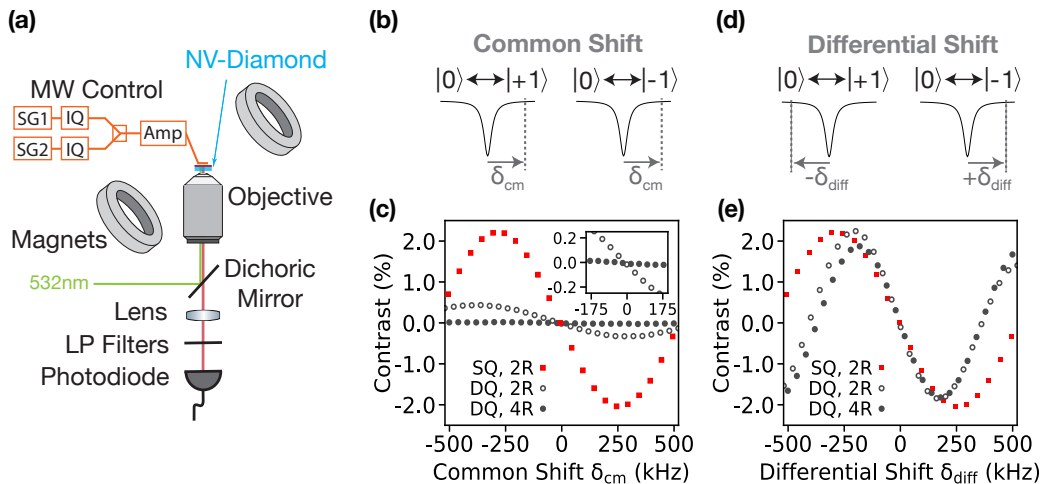 (a)
NV-Diamond
MW Control
SG1
IQ
SG2
IQ
Amp
Objective
Magnets
532nm
Dichoric
Mirror
Lens
LP Filters
Photodiode
(b)
Common Shift
|0⟩ ↔ |+1⟩
|0⟩ ↔ |-1⟩
δcm
δcm
(c)
Contrast (%)
2.0
1.0
0.0
-1.0
-2.0
0.2
0.0
-0.2
-175 0 175
SQ, 2R
DQ, 2R
DQ, 4R
-500 -250 0 250 500
Common Shift δcm (kHz)
(d)
Differential Shift
|0⟩ ↔ |+1⟩
|0⟩ ↔ |-1⟩
-δdiff
+δdiff
(e)
Contrast (%)
2.0
1.0
0.0
-1.0
-2.0
SQ, 2R
DQ, 2R
DQ, 4R
-500 -250 0 250 500
Differential Shift δdiff (kHz)